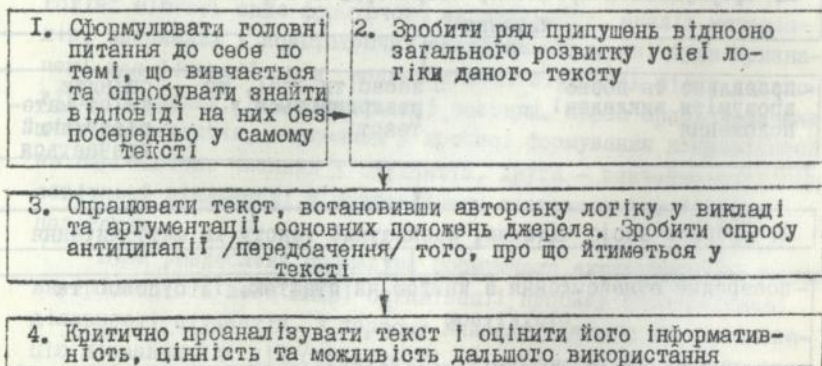 I. Сформулювати головні
питання до себе по
темі, що вивчається
та спробувати знайти
відповіді на них без
посередньо у самому
тексті
2. Зробити ряд припушень відносно
загального розвитку усієї ло-
гіки даного тексту
3. Опрацювати текст, встановивши авторську логіку у викладі
та аргументації основних положень джерела. Зробити спробу
антиципації /передбачення/ того, про що йтиметься у
тексті
4. Критично проаналізувати текст і оцінити його інформатив-
ність, цінність та можливість дальшого використання